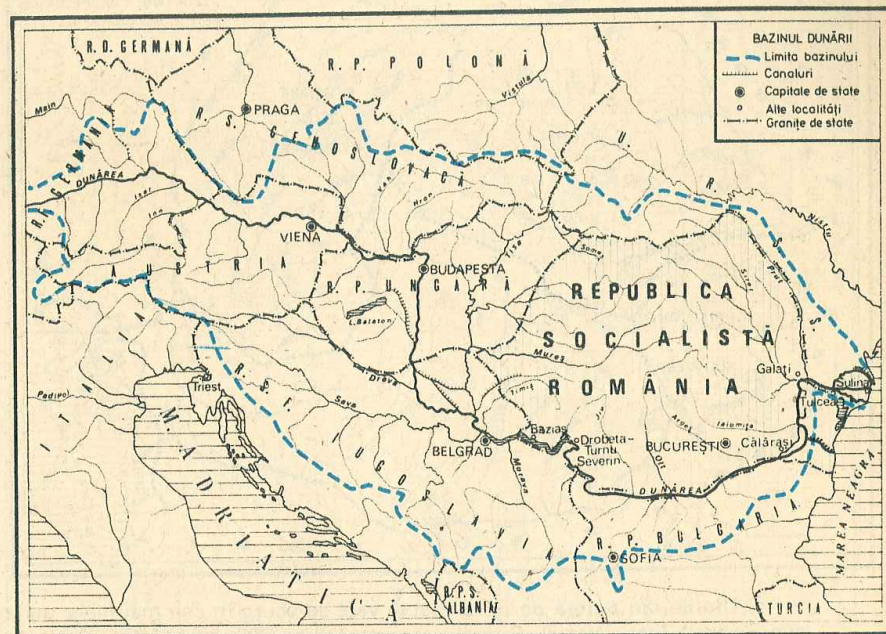 BAZINUL DUNĂRII
Limita bazinului
Canaluri
Capitale de state
Alte localități
Granițe de state
R.D. GERMANĂ
R. P. POLONĂ
Main
PRAGA
Vistula
R. S. CEHOSLOVACĂ
U. R. S. S.
R.F. GERMANIA
DUNĂREA
Isar
Inn
Vah
Hron
Tisa
Nistru
VIENA
Someș
Siret
Prut
AUSTRIA
BUDAPESTA
R. P. UNGARĂ
L. Balaton
REPUBLICA
SOCIALISTĂ
ROMÂNIA
Mureș
Drava
Timiș
Galați
Sulina
Tulcea
ITALIA
Triest
Pad(Po)
R. S. F. IUGOSLAVIA
Sava
Jiu
Olt
Argeș
Ialomița
Baziaș
BELGRAD
Drobeta-
Turnu
Severin
BUCUREȘTI
Călărași
Morava
DUNĂREA
MAREA NEAGRĂ
R. P. BULGARIA
SOFIA
MAREA ADRIATICĂ
R.P.S.
ALBANIA
TURCIA